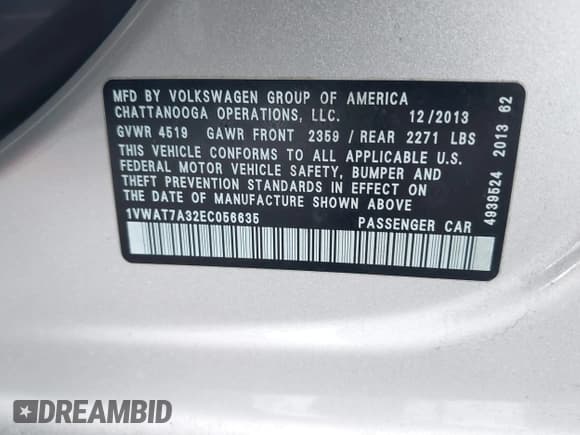 MFD BY VOLKSWAGEN GROUP OF AMERICA
CHATTANOOGA OPERATIONS, LLC. 12/2013
GVWR 4519 GAWR FRONT 2359 / REAR 2271 LBS
THIS VEHICLE CONFORMS TO ALL APPLICABLE U.S.
FEDERAL MOTOR VEHICLE SAFETY, BUMPER AND
THEFT PREVENTION STANDARDS IN EFFECT ON
THE DATE OF MANUFACTURE SHOWN ABOVE
1VWAT7A32EC056635 PASSENGER CAR
4939524 2013 62
DREAMBID